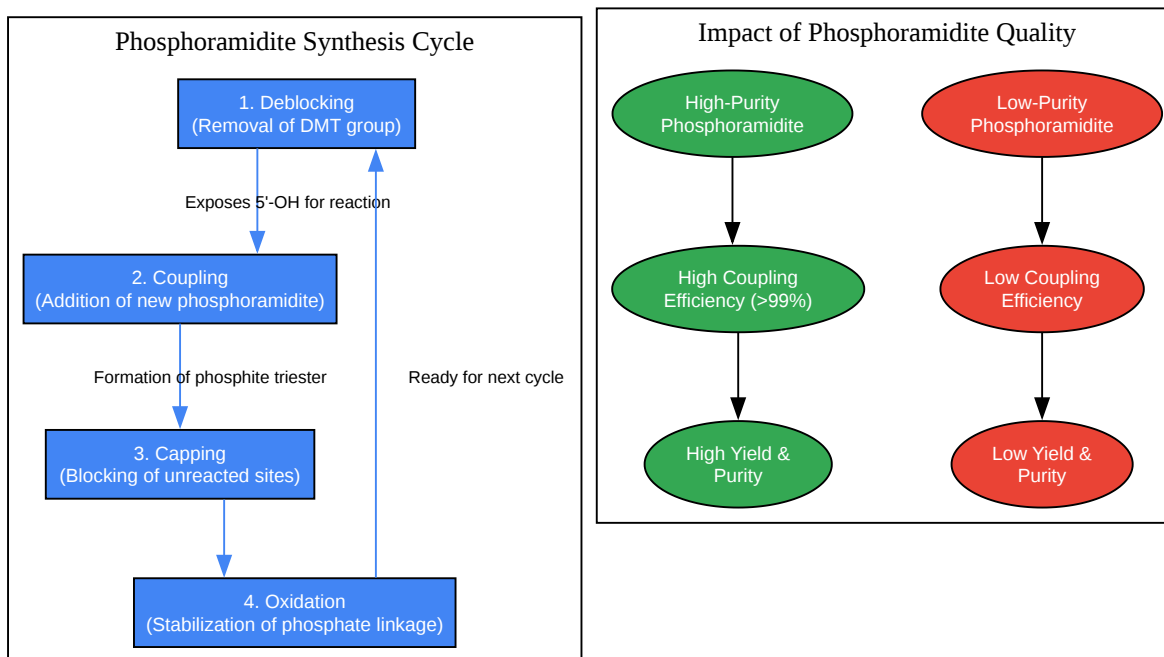 Phosphoramidite Synthesis Cycle
1. Deblocking
(Removal of DMT group)
Exposes 5'-OH for reaction
2. Coupling
(Addition of new phosphoramidite)
Formation of phosphite triester
Ready for next cycle
3. Capping
(Blocking of unreacted sites)
4. Oxidation
(Stabilization of phosphate linkage)
Impact of Phosphoramidite Quality
High-Purity
Phosphoramidite
Low-Purity
Phosphoramidite
High Coupling
Efficiency (>99%)
Low Coupling
Efficiency
High Yield &
Purity
Low Yield &
Purity